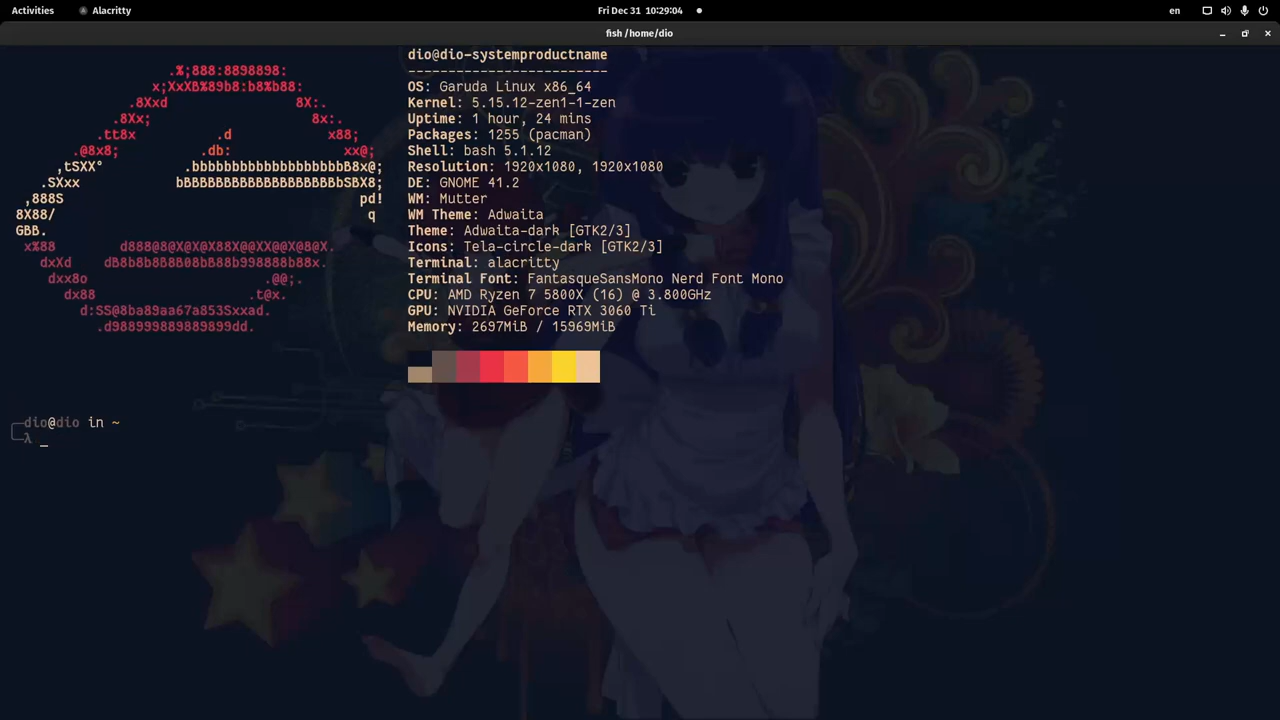 Activities Alacritty Fri Dec 31 10:29:04 en
fish /home/dio
dio@dio-systemproductname
-------------------------
OS: Garuda Linux x86_64
Kernel: 5.15.12-zen1-1-zen
Uptime: 1 hour, 24 mins
Packages: 1255 (pacman)
Shell: bash 5.1.12
Resolution: 1920x1080, 1920x1080
DE: GNOME 41.2
WM: Mutter
WM Theme: Adwaita
Theme: Adwaita-dark [GTK2/3]
Icons: Tela-circle-dark [GTK2/3]
Terminal: alacritty
Terminal Font: FantasqueSansMono Nerd Font Mono
CPU: AMD Ryzen 7 5800X (16) @ 3.800GHz
GPU: NVIDIA GeForce RTX 3060 Ti
Memory: 2697MiB / 15969MiB
dio@dio in ~
λ _